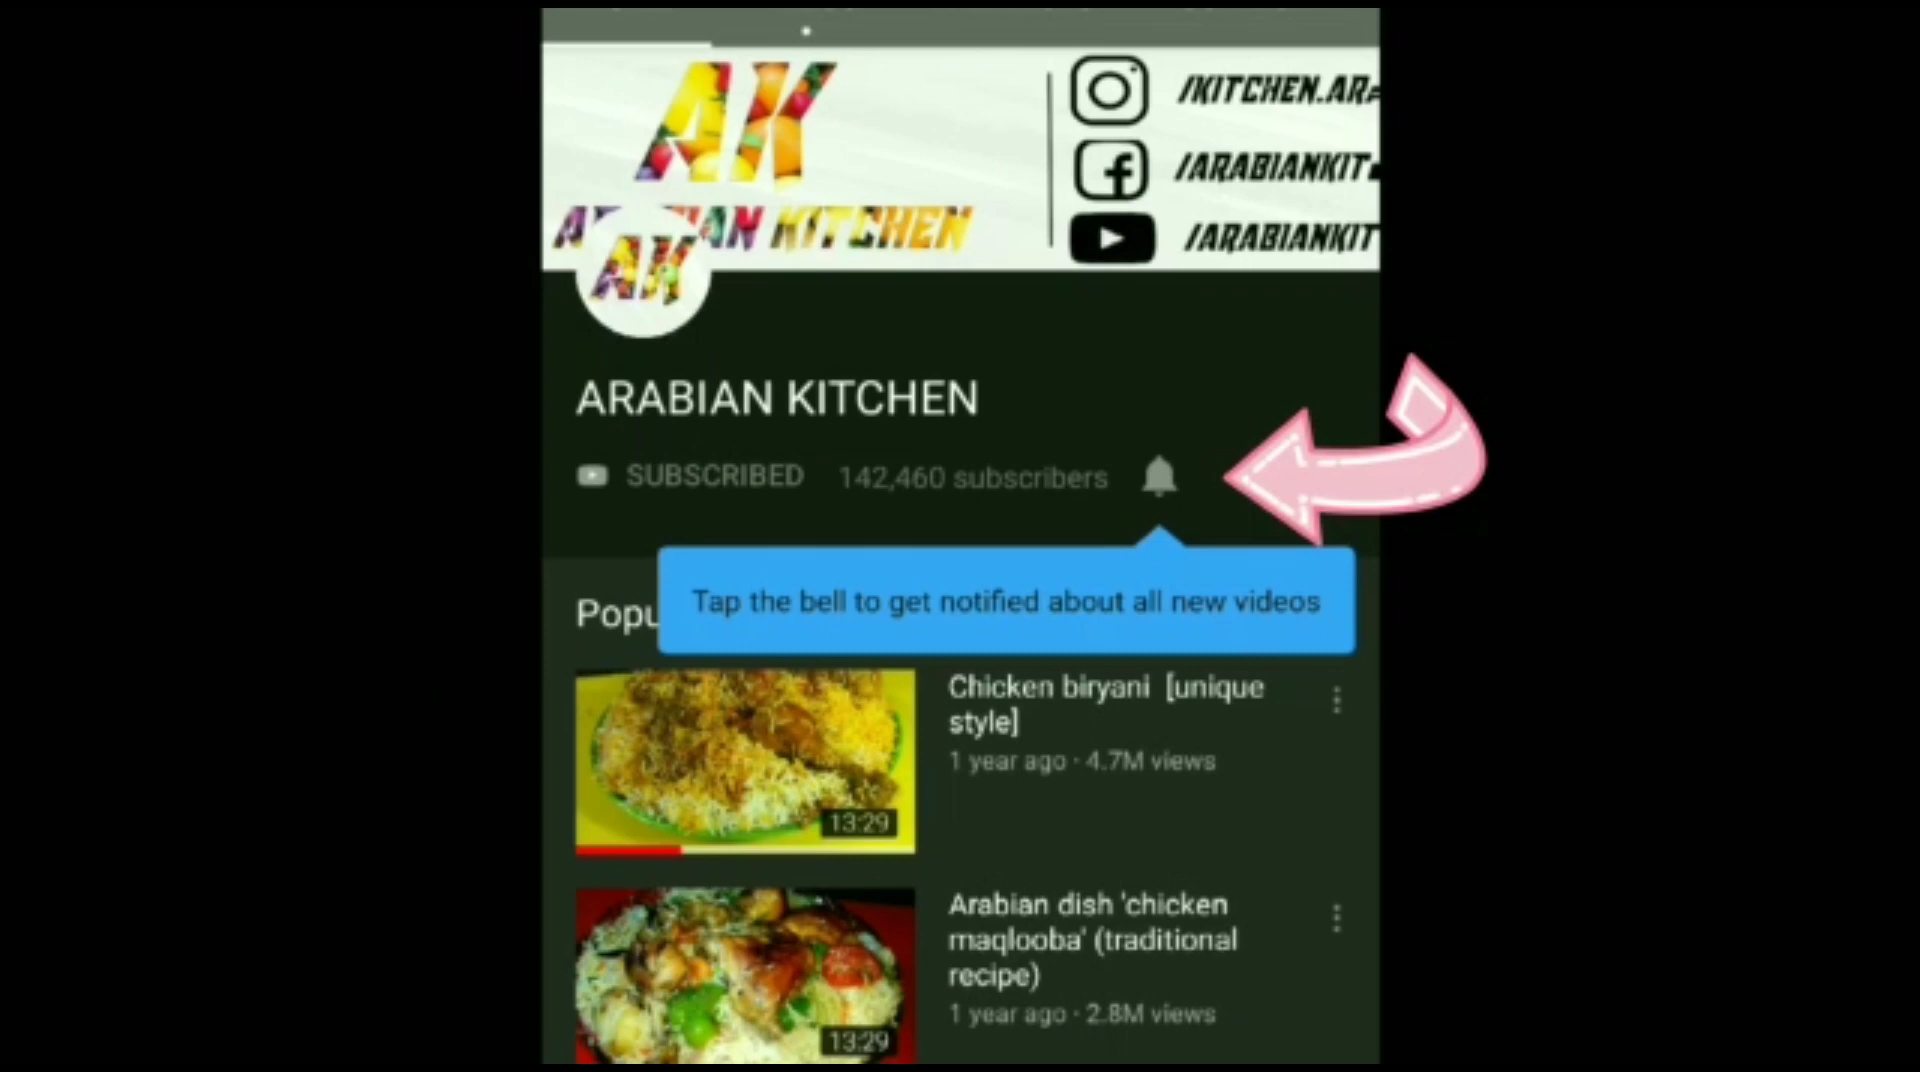 AK
/KITCHEN.AR
/ARABIANKIT
KITCHEN
/ARABIANKIT
AK
ARABIAN KITCHEN
SUBSCRIBED 142,460 subscribers
Tap the bell to get notified about all new videos
Popu
Chicken biryani [unique
style]
1 year ago · 4.7M views
13:29
Arabian dish 'chicken
maqlooba' (traditional
recipe)
1 year ago · 2.8M views
13:29